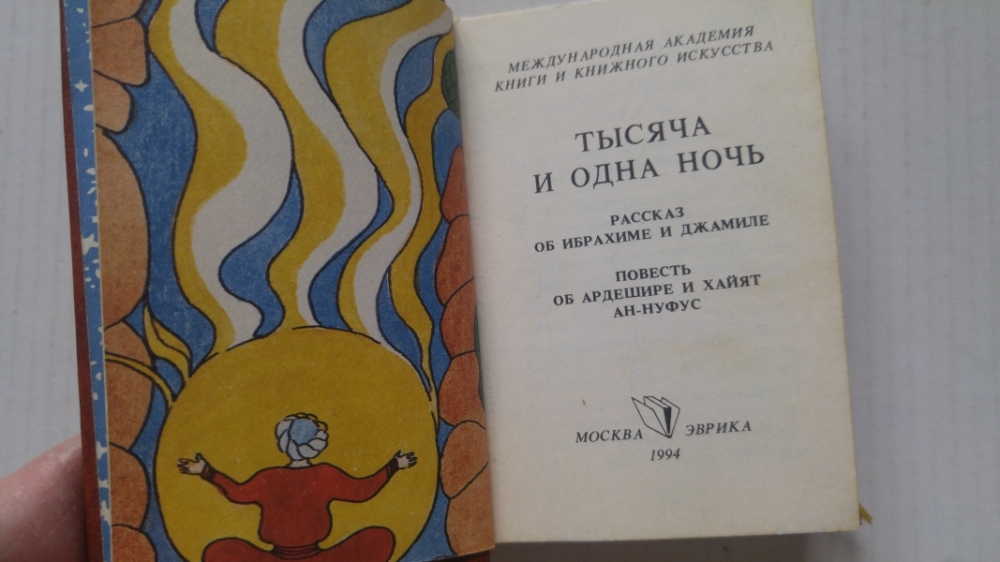 МЕЖДУНАРОДНАЯ АКАДЕМИЯ
КНИГИ И КНИЖНОГО ИСКУССТВА
ТЫСЯЧА
И ОДНА НОЧЬ
РАССКАЗ
ОБ ИБРАХИМЕ И ДЖАМИЛЕ
ПОВЕСТЬ
ОБ АРДЕШИРЕ И ХАЙЯТ
АН-НУФУС
МОСКВА ЭВРИКА
1994